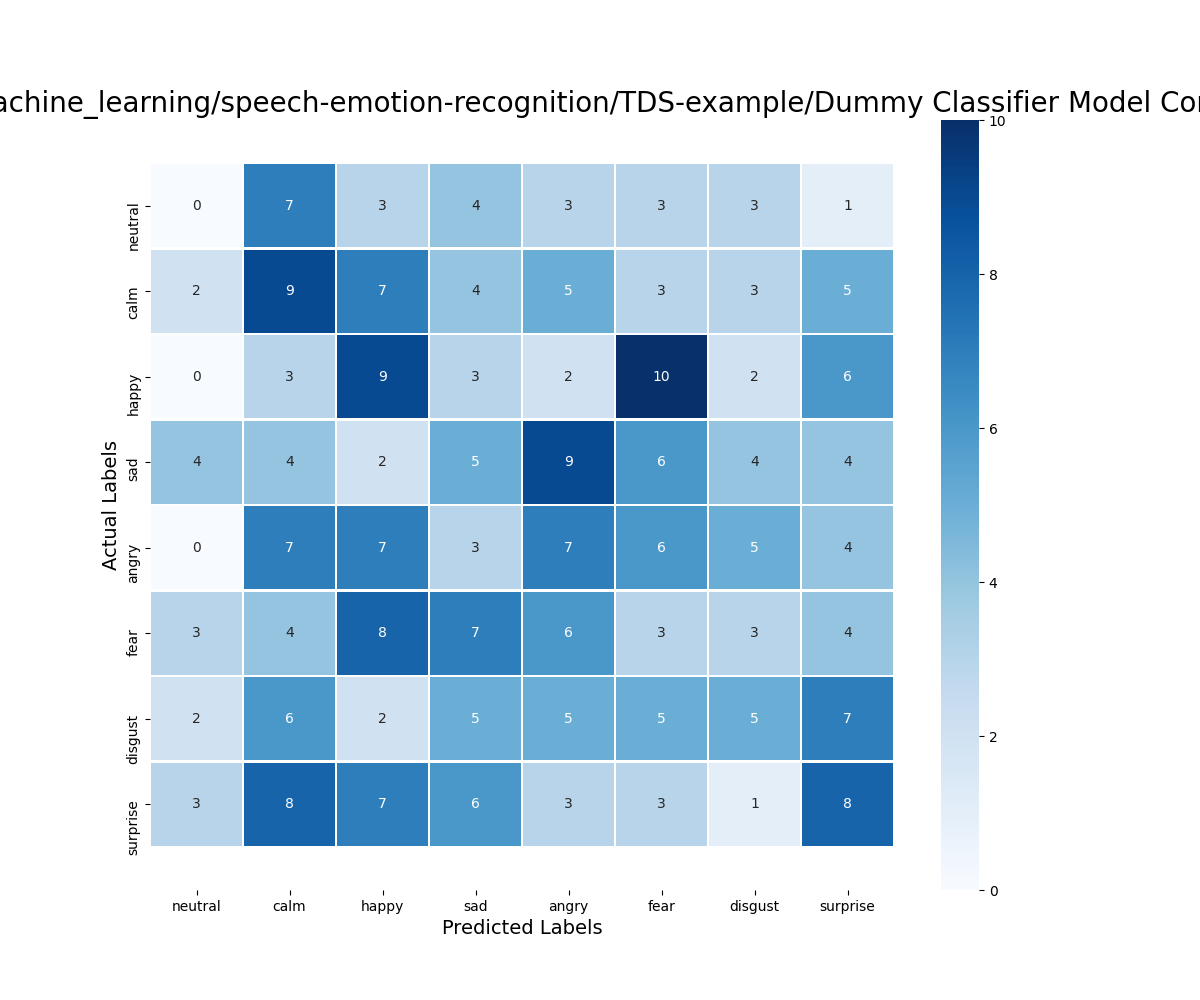 achine_learning/speech-emotion-recognition/TDS-example/Dummy Classifier Model Co
10
neutral 0 7 3 4 3 3 3 1
calm 2 9 7 4 5 3 3 5
8
happy 0 3 9 3 2 10 2 6
6
sad 4 4 2 5 9 6 4 4
Actual Labels
angry 0 7 7 3 7 6 5 4
4
fear 3 4 8 7 6 3 3 4
disgust 2 6 2 5 5 5 5 7
2
surprise 3 8 7 6 3 3 1 8
0
neutral calm happy sad angry fear disgust surprise
Predicted Labels